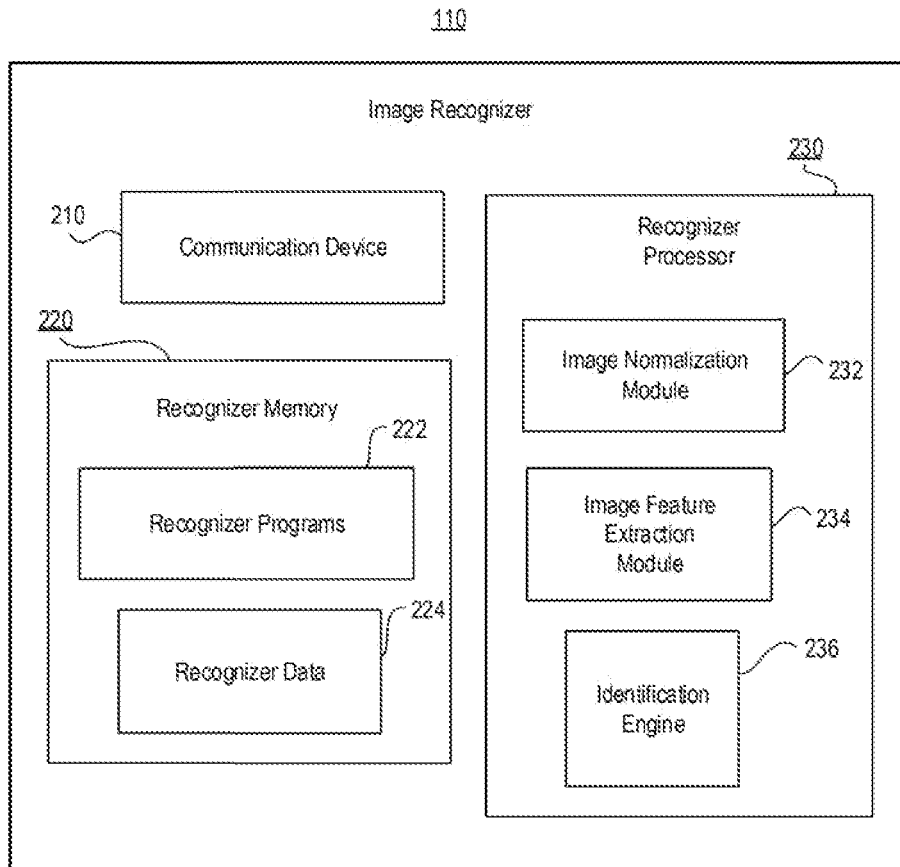 110
Image Recognizer
230
210
Communication Device
Recognizer
Processor
220
Recognizer Memory
222
Recognizer Programs
224
Recognizer Data
Image Normalization
Module
232
Image Feature
Extraction
Module
234
236
Identification
Engine